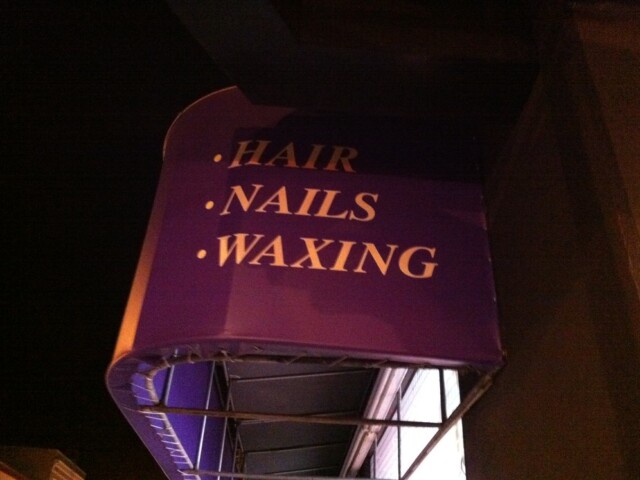 • HAIR
• NAILS
• WAXING